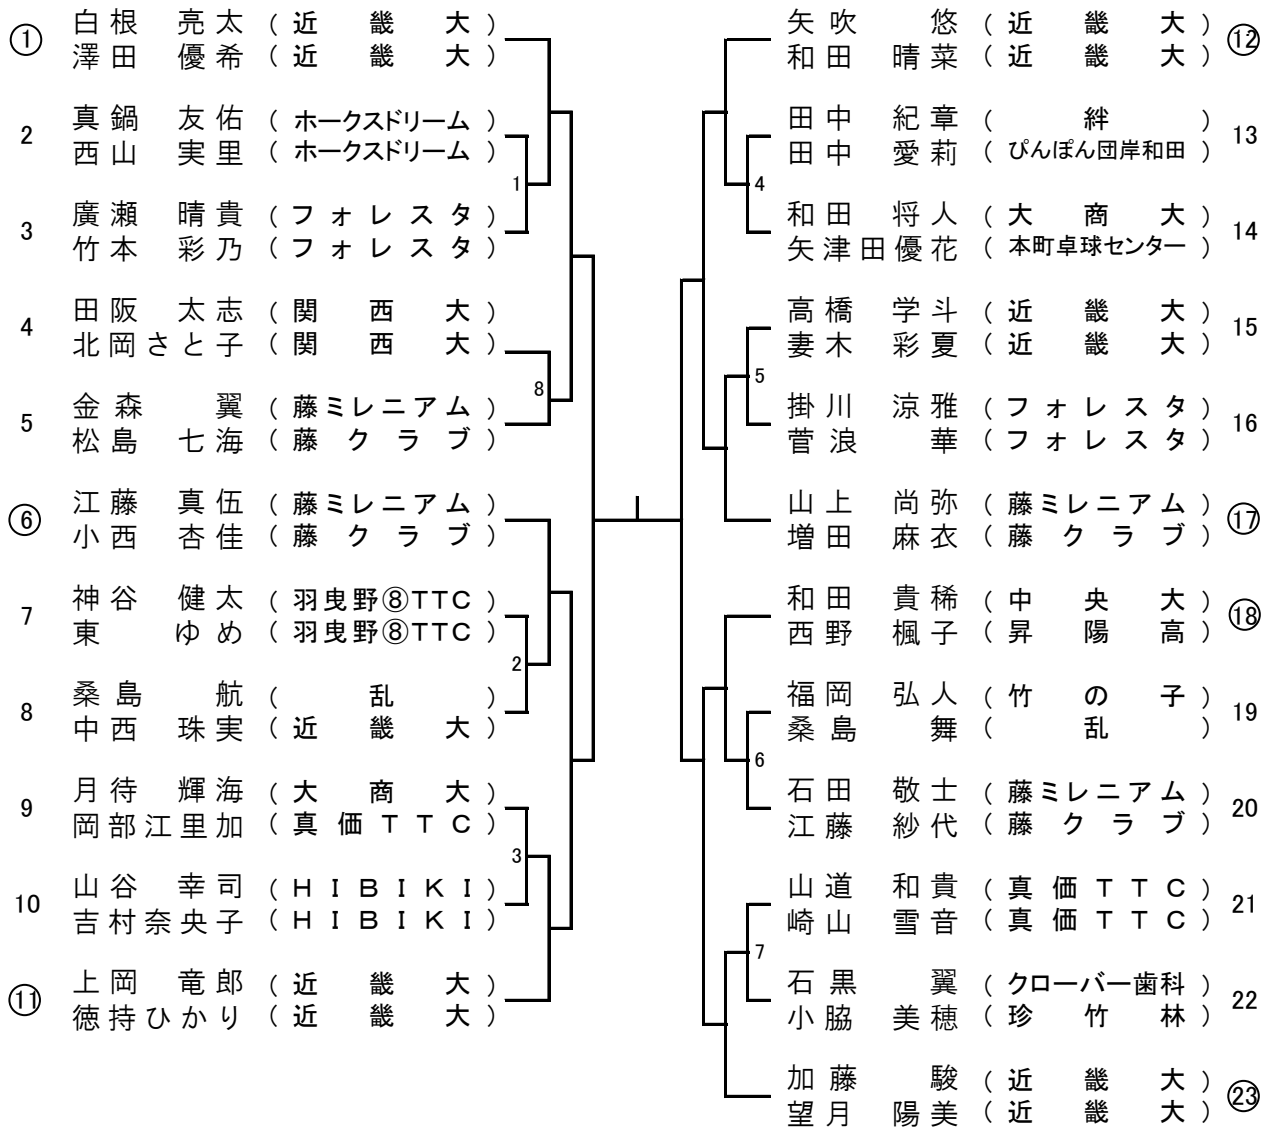 ① 白根 亮太 (近畿大)
澤田 優希 (近畿大)
2 真鍋 友佑 (ホークスドリーム)
西山 実里 (ホークスドリーム)
1
3 廣瀬 晴貴 (フォレスタ)
竹本 彩乃 (フォレスタ)
4 田阪 太志 (関西大)
北岡さと子 (関西大)
8
5 金森 翼 (藤ミレニアム)
松島 七海 (藤クラブ)
⑥ 江藤 真伍 (藤ミレニアム)
小西 杏佳 (藤クラブ)
7 神谷 健太 (羽曳野⑧TTC)
東 ゆめ (羽曳野⑧TTC)
2
8 桑島 航 (乱)
中西 珠実 (近畿大)
9 月待 輝海 (大商大)
岡部江里加 (真価TTC)
3
10 山谷 幸司 (HIBIKI)
吉村奈央子 (HIBIKI)
⑪ 上岡 竜郎 (近畿大)
徳持ひかり (近畿大)
矢吹 悠 (近畿大) ⑫
和田 晴菜 (近畿大)
田中 紀章 (絆) 13
田中 愛莉 (ぴんぽん団岸和田)
4
和田 将人 (大商大) 14
矢津田優花 (本町卓球センター)
高橋 学斗 (近畿大) 15
妻木 彩夏 (近畿大)
5
掛川 涼雅 (フォレスタ) 16
菅浪 華 (フォレスタ)
山上 尚弥 (藤ミレニアム) ⑰
増田 麻衣 (藤クラブ)
和田 貴稀 (中央大) ⑱
西野 楓子 (昇陽高)
福岡 弘人 (竹の子) 19
桑島 舞 (乱)
6
石田 敬士 (藤ミレニアム) 20
江藤 紗代 (藤クラブ)
山道 和貴 (真価TTC) 21
崎山 雪音 (真価TTC)
7
石黒 翼 (クローバー歯科) 22
小脇 美穂 (珍竹林)
加藤 駿 (近畿大) ㉓
望月 陽美 (近畿大)